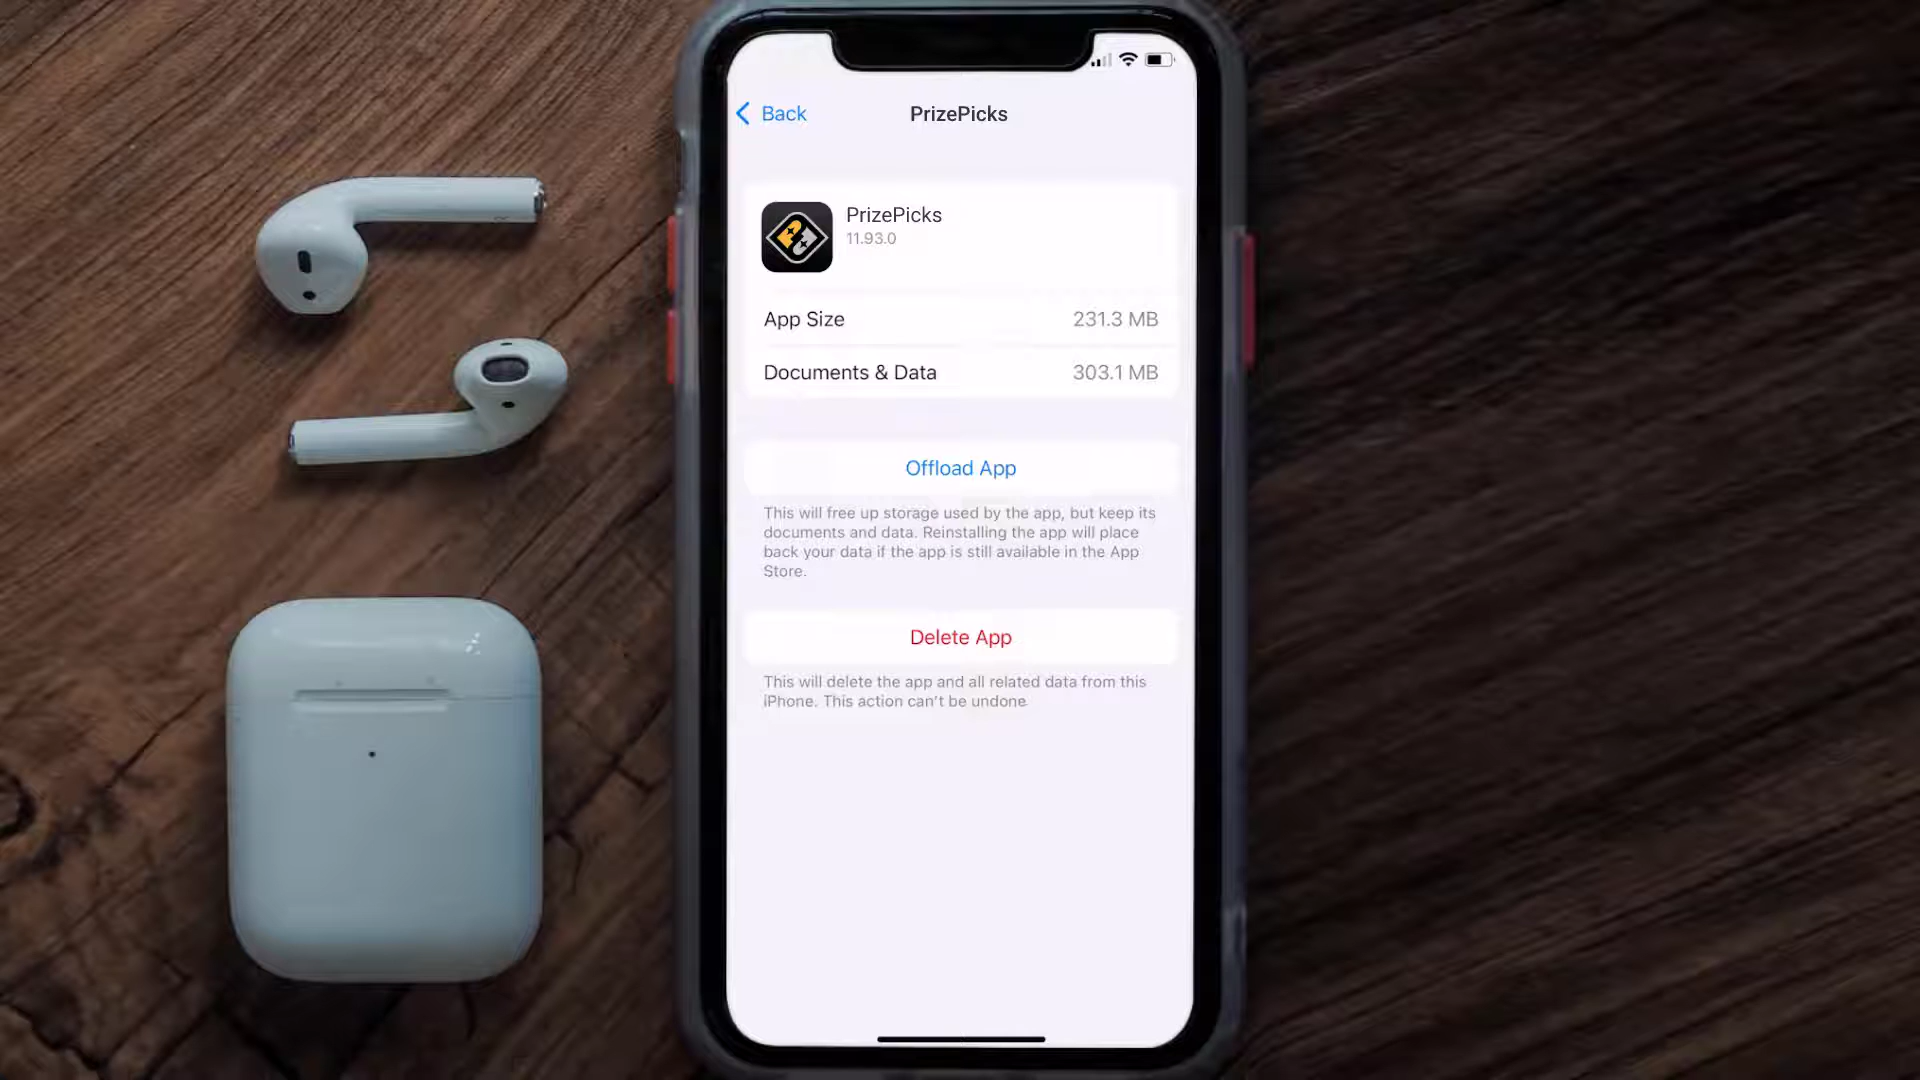 Back
PrizePicks
PrizePicks
11.93.0
App Size
231.3 MB
Documents & Data
303.1 MB
Offload App
This will free up storage used by the app, but keep its
documents and data. Reinstalling the app will place
back your data if the app is still available in the App
Store.
Delete App
This will delete the app and all related data from this
iPhone. This action can't be undone